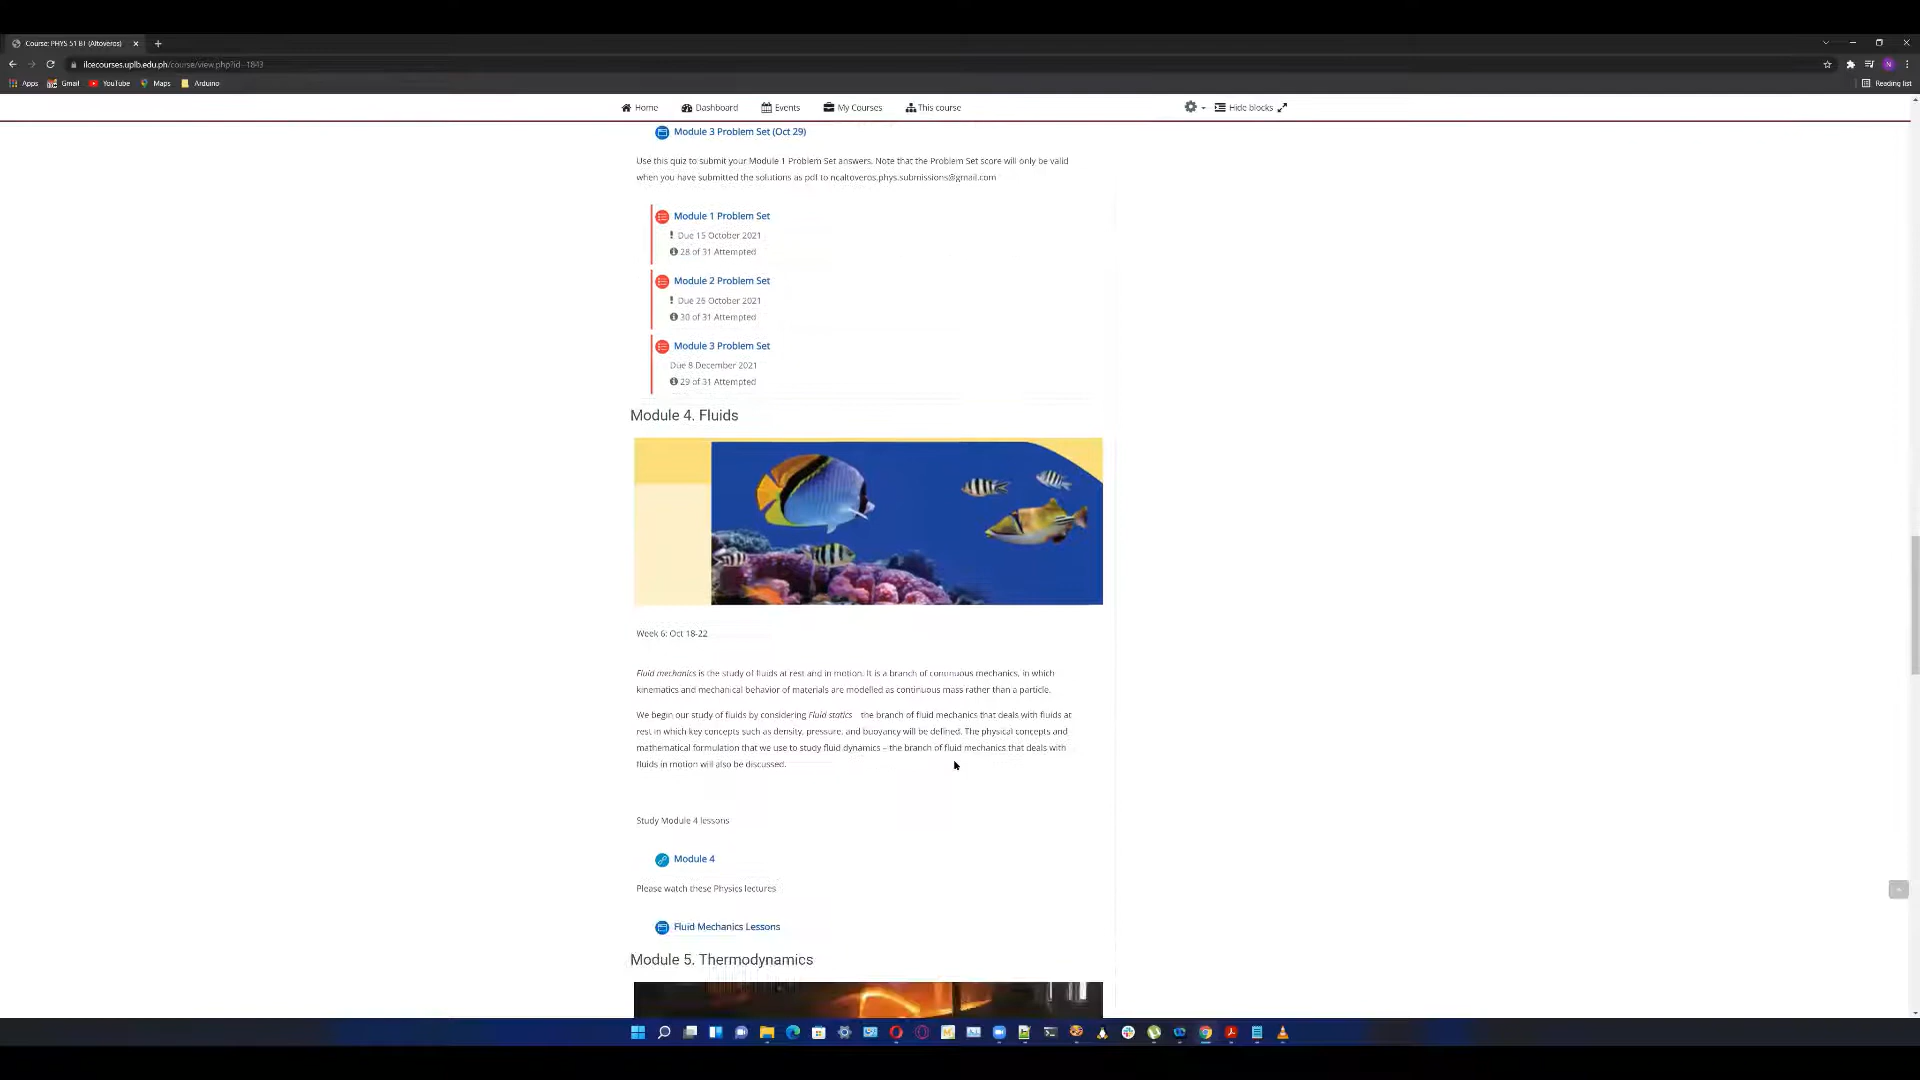 Course: PHYS 51 B1 (Altoveros)
ilcecourses.uplb.edu.ph/course/view.php?id=1843
Apps Gmail YouTube Maps Arduino Reading list
Home Dashboard Events My Courses This course Hide blocks
Module 3 Problem Set (Oct 29)
Use this quiz to submit your Module 1 Problem Set answers. Note that the Problem Set score will only be valid
when you have submitted the solutions as pdf to ncaltoveros.phys.submissions@gmail.com
Module 1 Problem Set
Due 15 October 2021
28 of 31 Attempted
Module 2 Problem Set
Due 26 October 2021
30 of 31 Attempted
Module 3 Problem Set
Due 8 December 2021
29 of 31 Attempted
Module 4. Fluids
Week 6: Oct 18-22
Fluid mechanics is the study of fluids at rest and in motion. It is a branch of continuous mechanics, in which
kinematics and mechanical behavior of materials are modelled as continuous mass rather than a particle.
We begin our study of fluids by considering Fluid statics – the branch of fluid mechanics that deals with fluids at
rest in which key concepts such as density, pressure, and buoyancy will be defined. The physical concepts and
mathematical formulation that we use to study fluid dynamics – the branch of fluid mechanics that deals with
fluids in motion will also be discussed.
Study Module 4 lessons
Module 4
Please watch these Physics lectures
Fluid Mechanics Lessons
Module 5. Thermodynamics